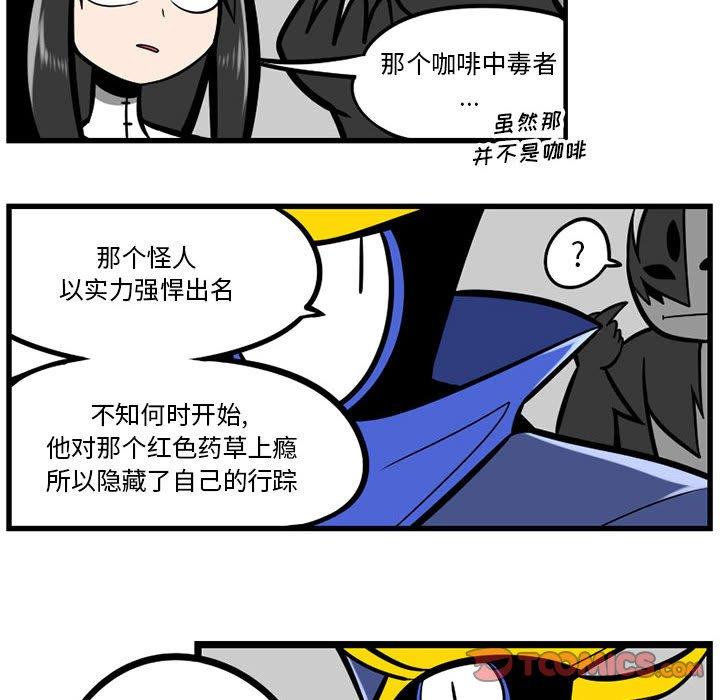 那个咖啡中毒者
...
虽然那
并不是咖啡
那个怪人
以实力强悍出名
?
不知何时开始,
他对那个红色药草上瘾
所以隐藏了自己的行踪
DTCOMICS.com